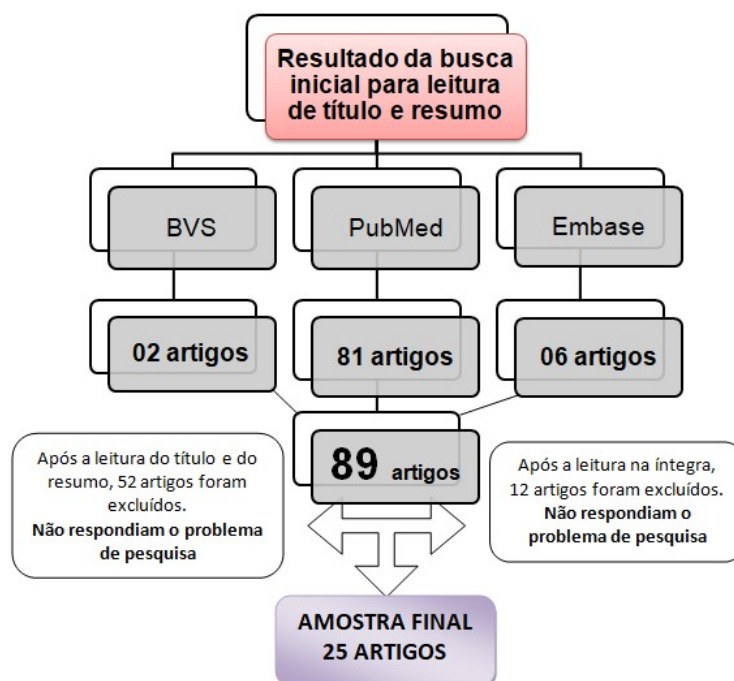 Resultado da busca
inicial para leitura
de título e resumo
BVS
PubMed
Embase
02 artigos
81 artigos
06 artigos
89 artigos
Após a leitura do título e do
resumo, 52 artigos foram
excluídos.
Não respondiam o problema
de pesquisa
Após a leitura na íntegra,
12 artigos foram excluídos.
Não respondiam o
problema de pesquisa
AMOSTRA FINAL
25 ARTIGOS